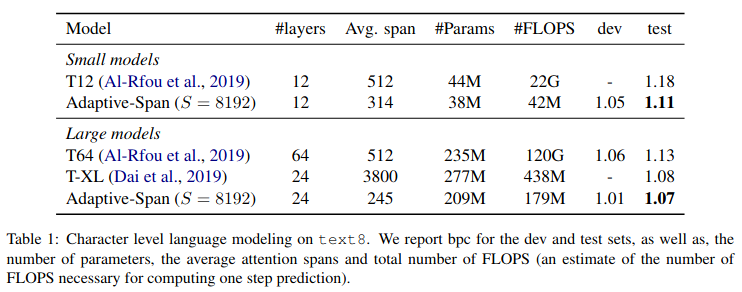 Model #layers Avg. span #Params #FLOPS dev test
Small models
T12 (Al-Rfou et al., 2019) 12 512 44M 22G - 1.18
Adaptive-Span (S = 8192) 12 314 38M 42M 1.05 1.11
Large models
T64 (Al-Rfou et al., 2019) 64 512 235M 120G 1.06 1.13
T-XL (Dai et al., 2019) 24 3800 277M 438M - 1.08
Adaptive-Span (S = 8192) 24 245 209M 179M 1.01 1.07
Table 1: Character level language modeling on text8. We report bpc for the dev and test sets, as well as, the
number of parameters, the average attention spans and total number of FLOPS (an estimate of the number of
FLOPS necessary for computing one step prediction).